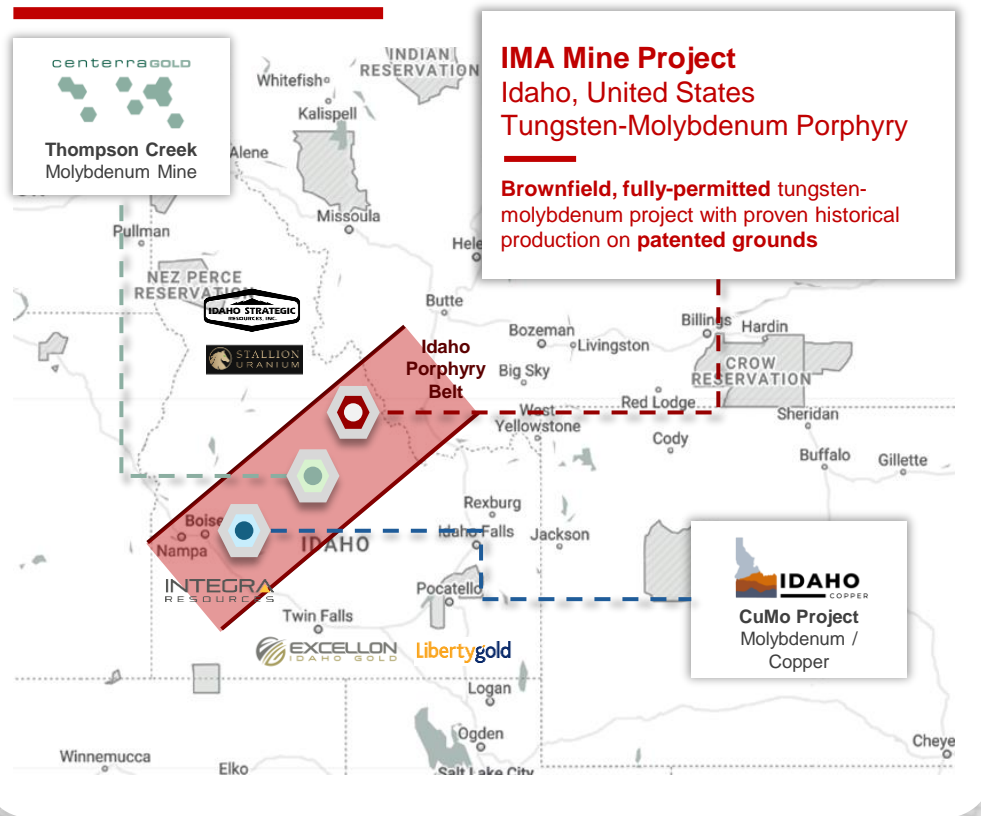 centerraGOLD
Thompson Creek
Molybdenum Mine
IMA Mine Project
Idaho, United States
Tungsten-Molybdenum Porphyry
Brownfield, fully-permitted tungsten-
molybdenum project with proven historical
production on patented grounds
INDIAN
RESERVATION
Whitefish
Kalispell
Alene
Missoula
Pullman
Hele
NEZ PERCE
RESERVATION
IDAHO STRATEGIC
RESOURCES, INC.
STALLION
URANIUM
Butte
Bozeman
Livingston
Billings
Hardin
Idaho
Porphyry
Belt
Big Sky
CROW
RESERVATION
West
Yellowstone
Red Lodge
Sheridan
Cody
Buffalo
Gillette
Rexburg
Boise
Nampa
IDAHO
Idaho Falls
Jackson
INTEGRA
RESOURCES
Pocatello
Twin Falls
IDAHO
COPPER
CuMo Project
Molybdenum /
Copper
EXCELLON
IDAHO GOLD
Libertygold
Logan
Ogden
Winnemucca
Elko
Salt Lake City
Cheye